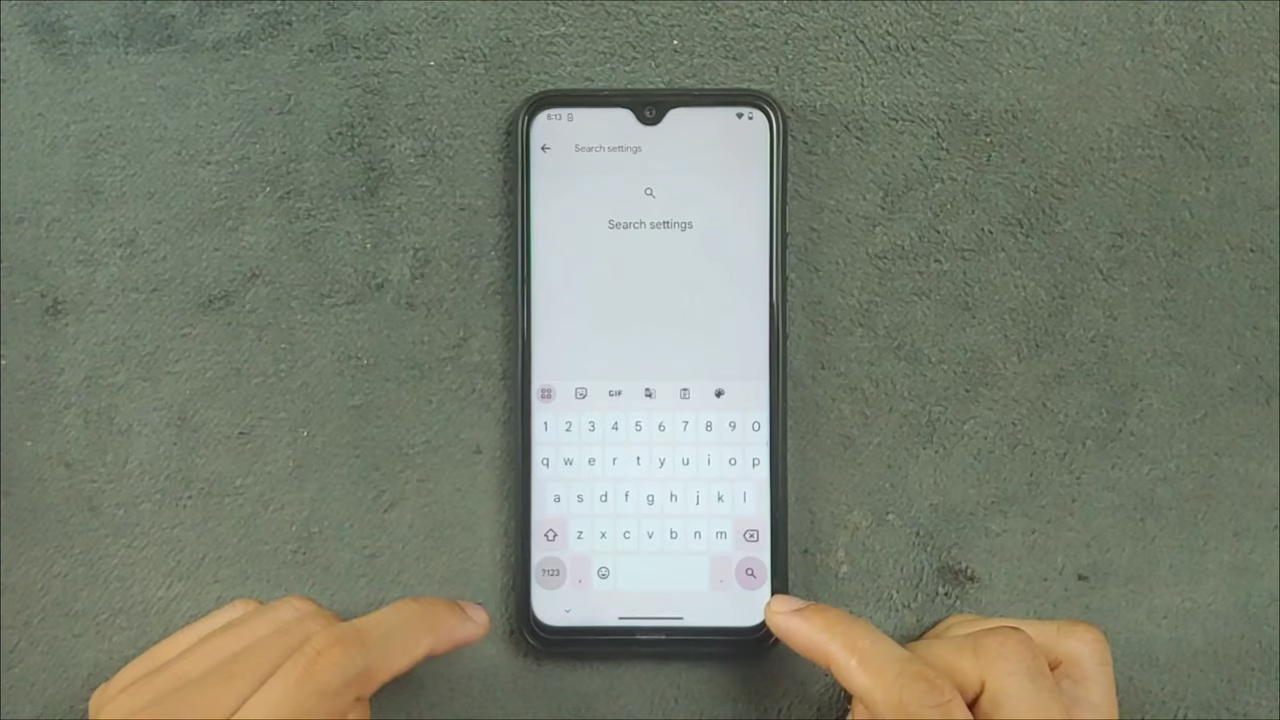 8:13
Search settings
Search settings
GIF
1 2 3 4 5 6 7 8 9 0
q w e r t y u i o p
a s d f g h j k l
z x c v b n m
?123 , .